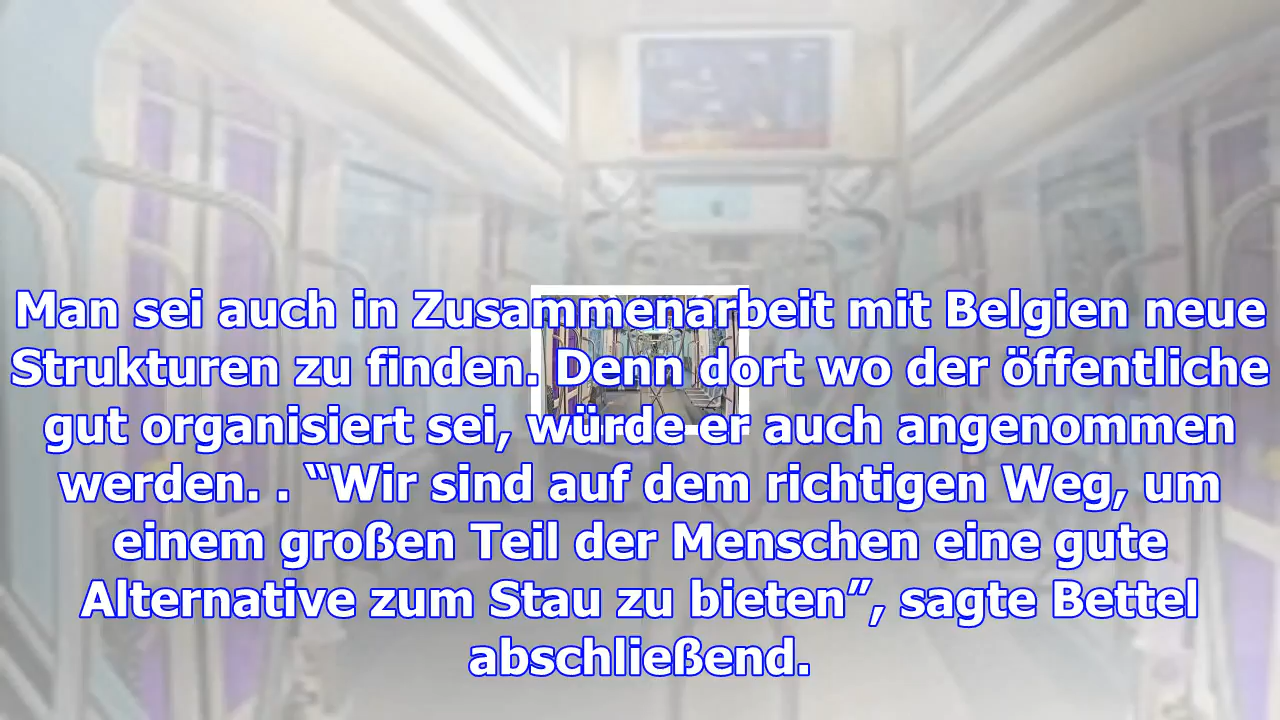 Man sei auch in Zusammenarbeit mit Belgien neue
Strukturen zu finden. Denn dort wo der öffentliche
gut organisiert sei, würde er auch angenommen
werden. . “Wir sind auf dem richtigen Weg, um
einem großen Teil der Menschen eine gute
Alternative zum Stau zu bieten”, sagte Bettel
abschließend.